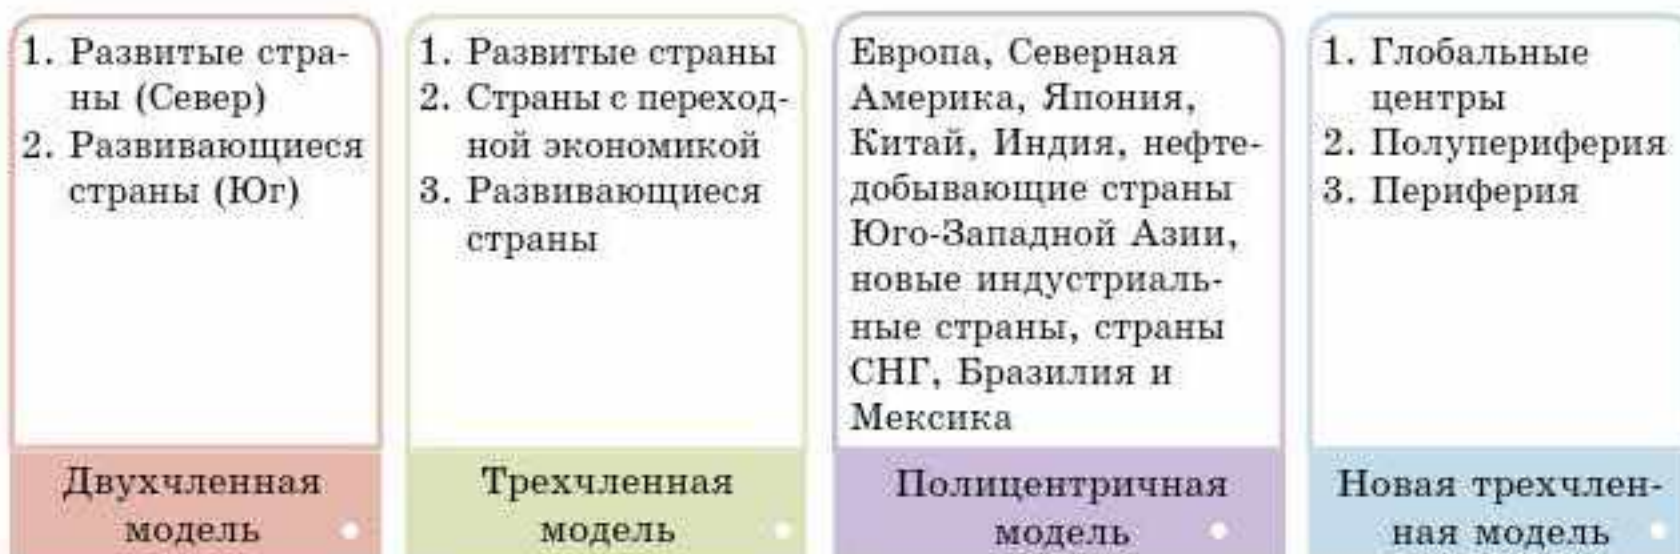 1. Развитые стра-
ны (Север)
2. Развивающиеся
страны (Юг)
Двухчленная
модель
1. Развитые страны
2. Страны с переход-
ной экономикой
3. Развивающиеся
страны
Трехчленная
модель
Европа, Северная
Америка, Япония,
Китай, Индия, нефте-
добывающие страны
Юго-Западной Азии,
новые индустриаль-
ные страны, страны
СНГ, Бразилия и
Мексика
Полицентричная
модель
1. Глобальные
центры
2. Полупериферия
3. Периферия
Новая трехчлен-
ная модель